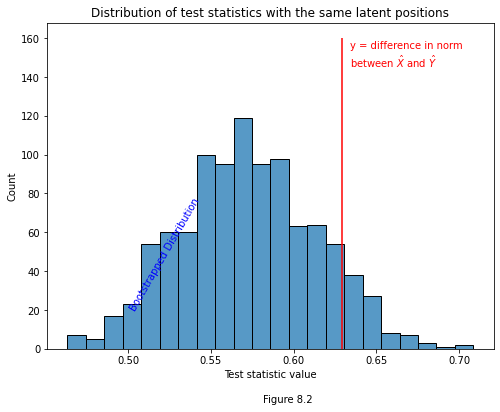 Distribution of test statistics with the same latent positions
y = difference in norm
between X̂ and Ŷ
Bootstrapped Distribution
Count
160
140
120
100
80
60
40
20
0
0.50 0.55 0.60 0.65 0.70
Test statistic value
Figure 8.2